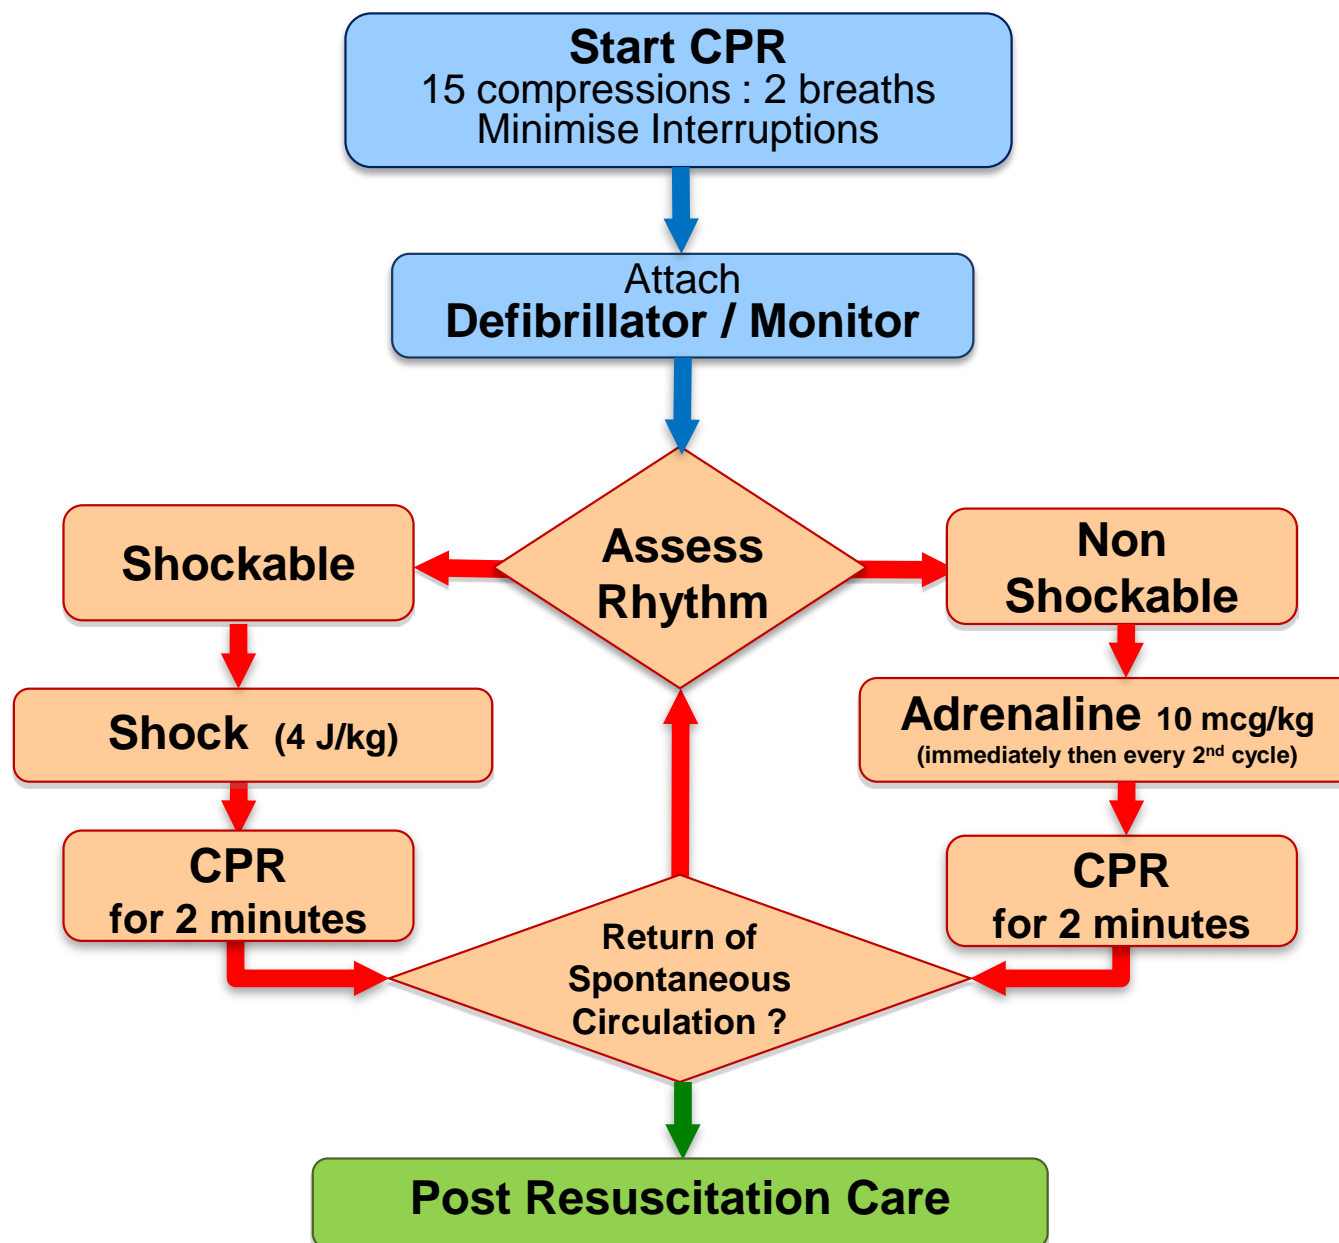 Start CPR
15 compressions : 2 breaths
Minimise Interruptions
Attach
Defibrillator / Monitor
Assess
Rhythm
Shockable
Non
Shockable
Shock (4 J/kg)
Adrenaline 10 mcg/kg
(immediately then every 2nd cycle)
CPR
for 2 minutes
CPR
for 2 minutes
Return of
Spontaneous
Circulation ?
Post Resuscitation Care